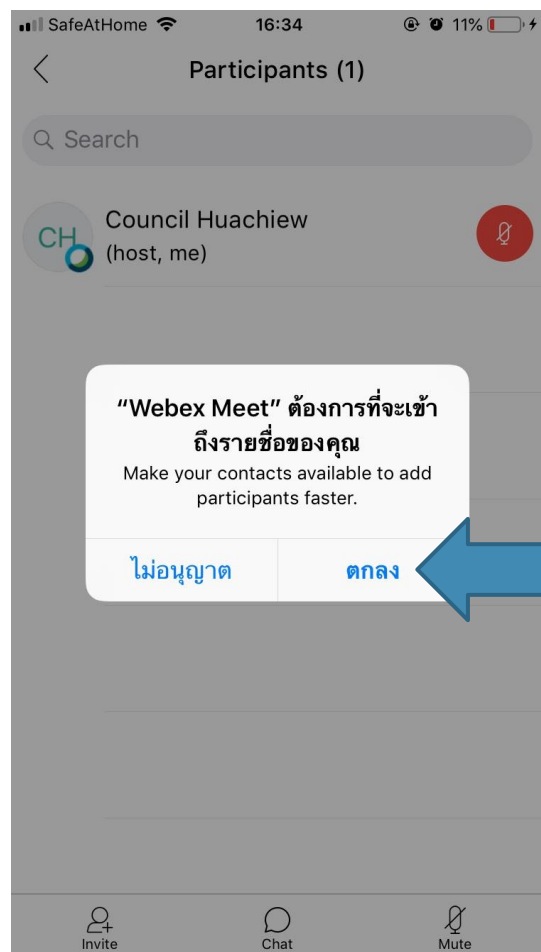 SafeAtHome 16:34 11%
Participants (1)
Search
CH
Council Huachiew
(host, me)
“Webex Meet” ต้องการที่จะเข้า
ถึงรายชื่อของคุณ
Make your contacts available to add
participants faster.
ไม่อนุญาต ตกลง
Invite Chat Mute